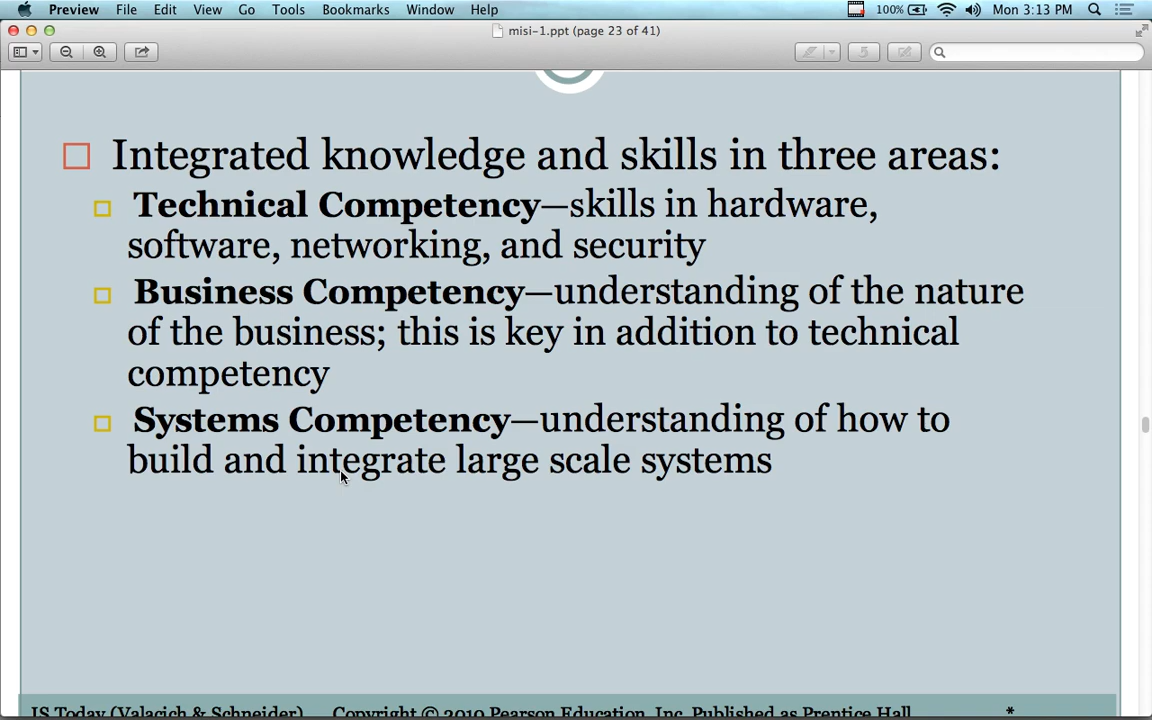 Preview File Edit View Go Tools Bookmarks Window Help 100% Mon 3:13 PM
misi-1.ppt (page 23 of 41)
Integrated knowledge and skills in three areas:
Technical Competency—skills in hardware,
software, networking, and security
Business Competency—understanding of the nature
of the business; this is key in addition to technical
competency
Systems Competency—understanding of how to
build and integrate large scale systems
IS Today (Valacich & Schneider) Copyright © 2010 Pearson Education, Inc. Published as Prentice Hall *